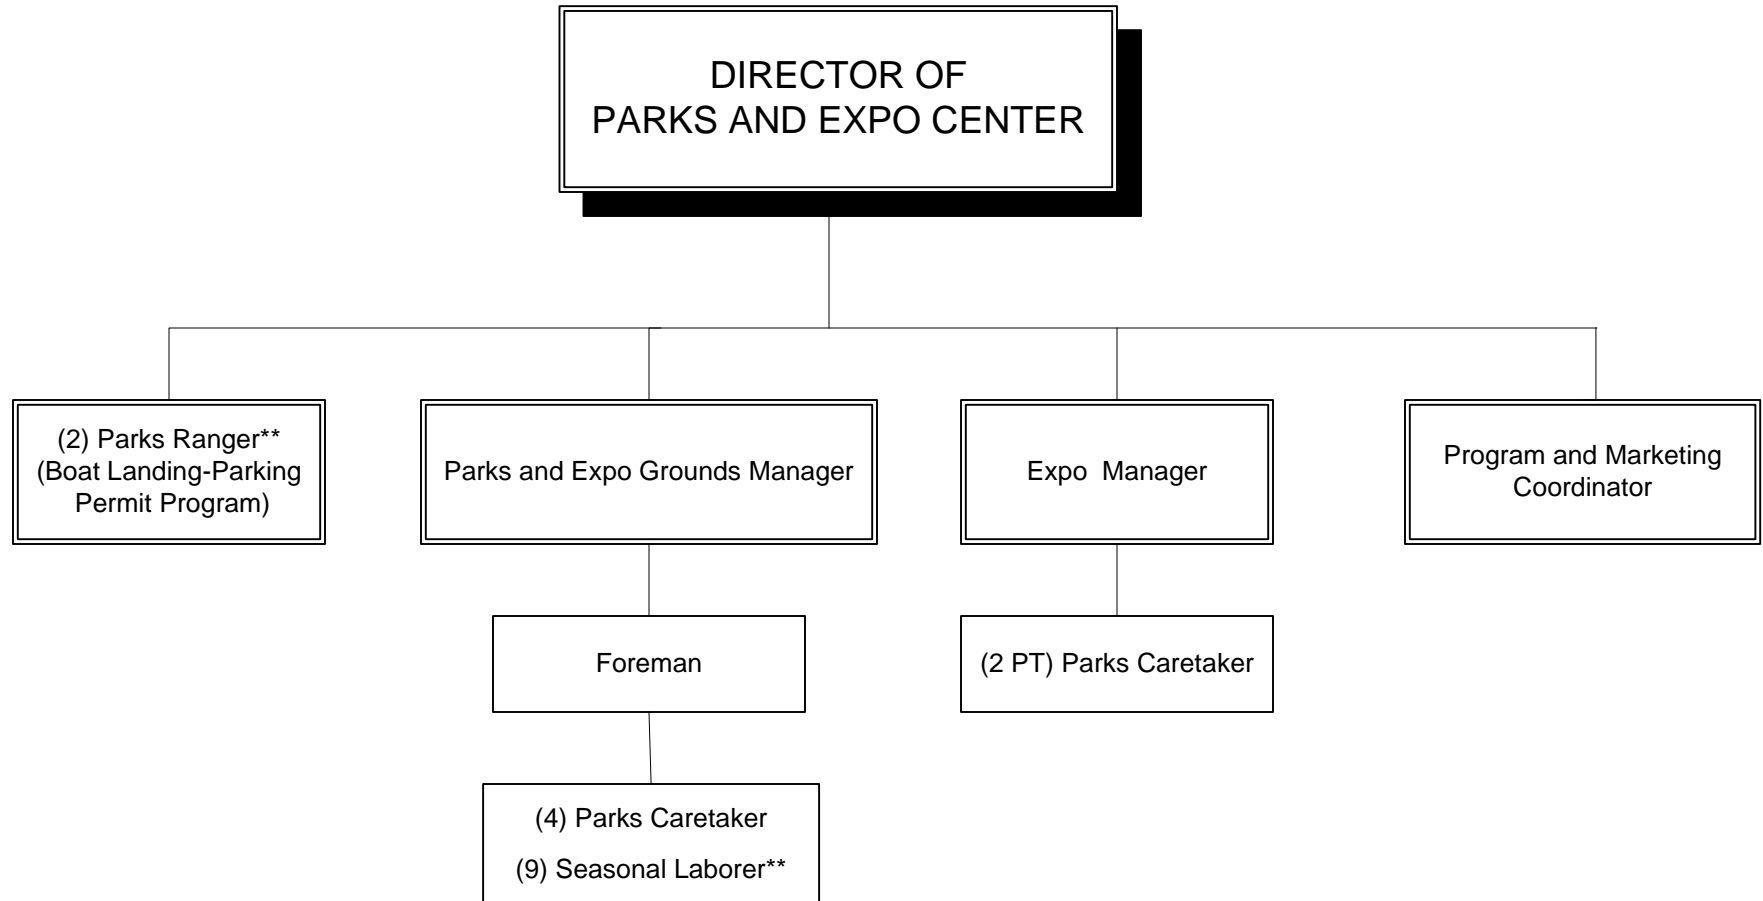 DIRECTOR OF
PARKS AND EXPO CENTER
(2) Parks Ranger**
(Boat Landing-Parking
Permit Program)
Parks and Expo Grounds Manager
Expo Manager
Program and Marketing
Coordinator
Foreman
(2 PT) Parks Caretaker
(4) Parks Caretaker
(9) Seasonal Laborer**